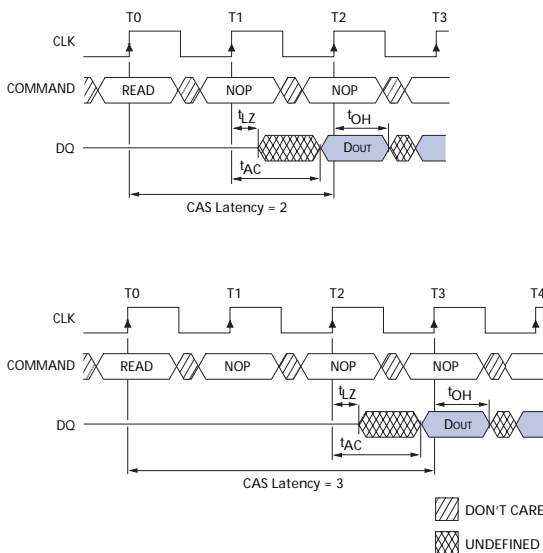 T0 T1 T2 T3
CLK
COMMAND READ NOP NOP
tLZ tOH
DQ DOUT
tAC
CAS Latency = 2
T0 T1 T2 T3 T4
CLK
COMMAND READ NOP NOP NOP
tLZ tOH
DQ DOUT
tAC
CAS Latency = 3
DON'T CARE
UNDEFINED